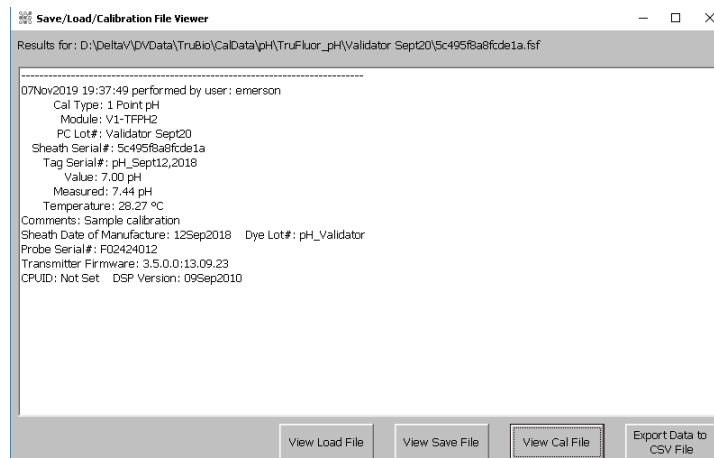 Save/Load/Calibration File Viewer
Results for: D:\DeltaV\DVData\TruBio\CalData\pH\TruFluor_pH\Validator Sept20\5c495f8a8fcde1a.fsf
--------------------------------------------------------------------------------
07Nov2019 19:37:49 performed by user: emerson
Cal Type: 1 Point pH
Module: V1-TFPH2
PC Lot#: Validator Sept20
Sheath Serial#: 5c495f8a8fcde1a
Tag Serial#: pH_Sept12,2018
Value: 7.00 pH
Measured: 7.44 pH
Temperature: 28.27 ºC
Comments: Sample calibration
Sheath Date of Manufacture: 12Sep2018 Dye Lot#: pH_Validator
Probe Serial#: F02424012
Transmitter Firmware: 3.5.0.0:13.09.23
CPUID: Not Set DSP Version: 09Sep2010
View Load File
View Save File
View Cal File
Export Data to
CSV File